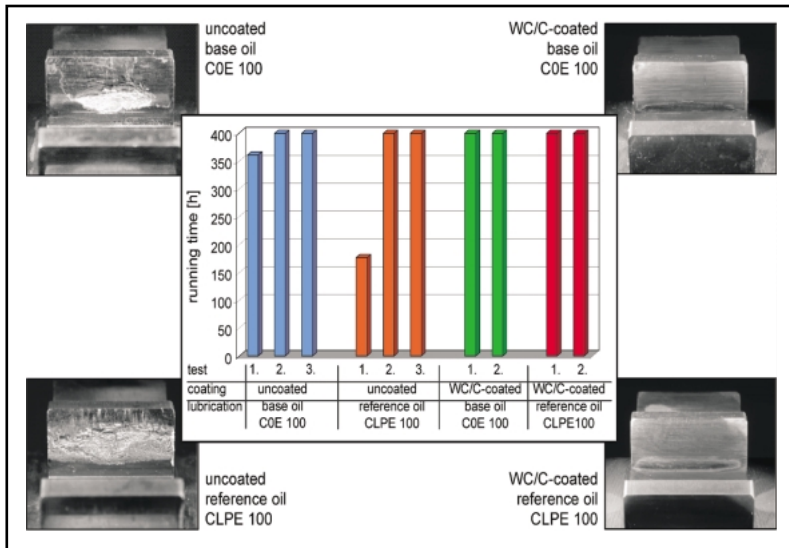 uncoated
base oil
C0E 100
WC/C-coated
base oil
C0E 100
running time [h]
400
350
300
250
200
150
100
50
0
test 1. 2. 3. 1. 2. 3. 1. 2. 1. 2.
coating uncoated uncoated WC/C-coated WC/C-coated
lubrication base oil reference oil base oil reference oil
C0E 100 CLPE 100 C0E 100 CLPE100
uncoated
reference oil
CLPE 100
WC/C-coated
reference oil
CLPE 100